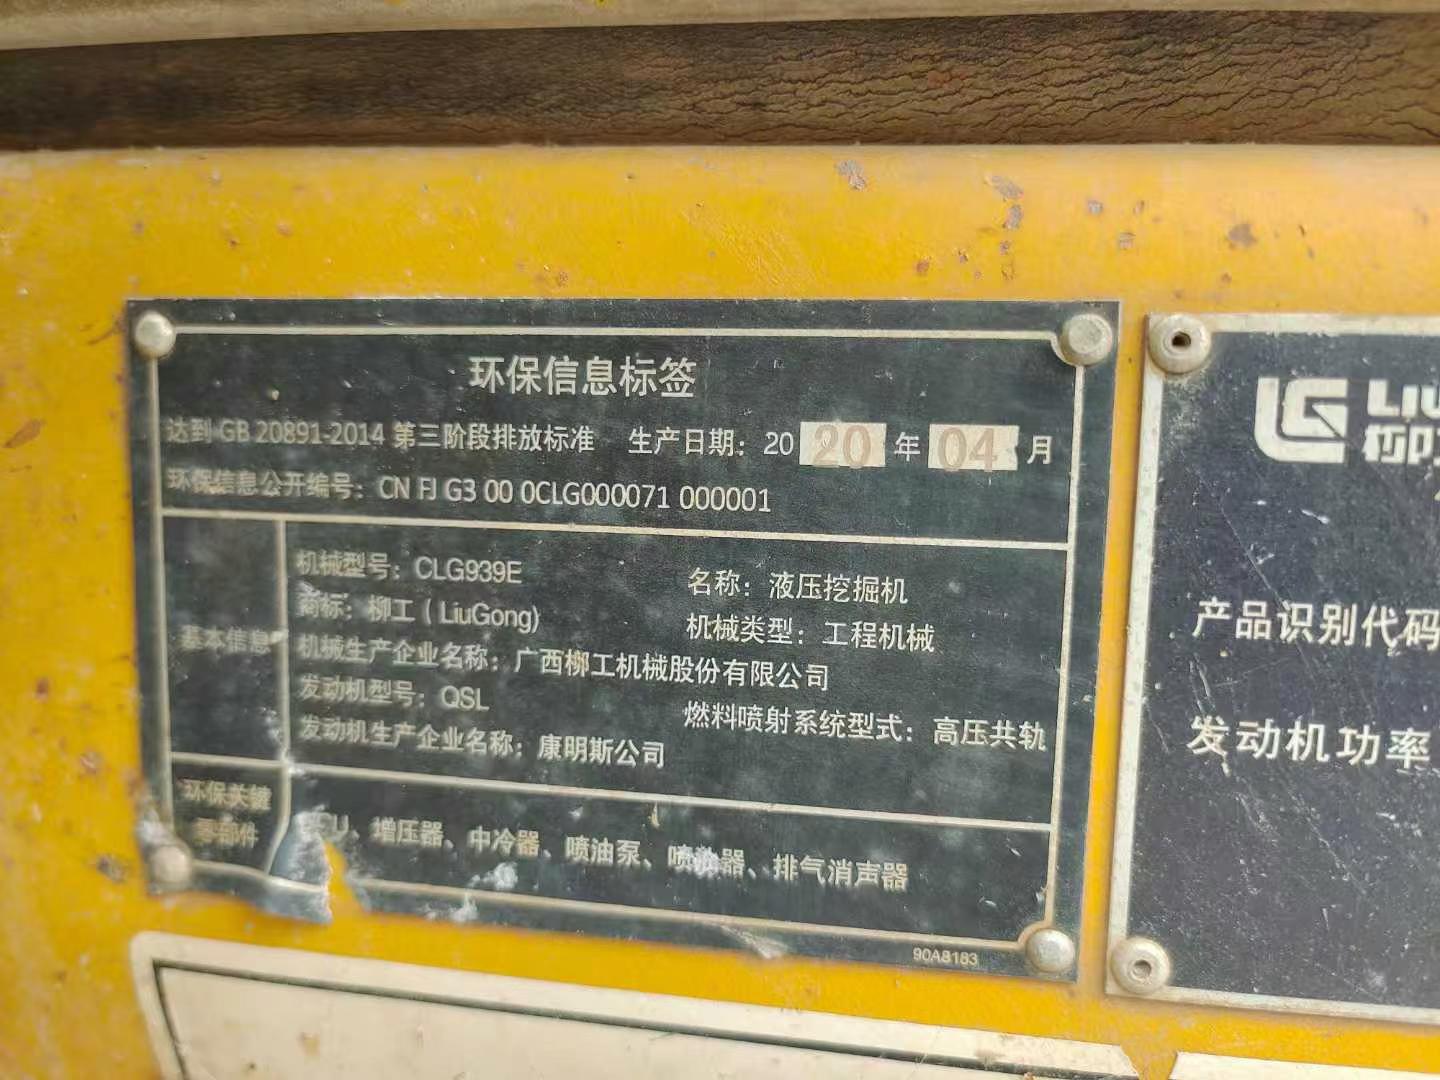 环保信息标签
达到 GB 20891-2014 第三阶段排放标准 生产日期：2020年04月
环保信息公开编号：CN FJ G3 00 0CLG000071 000001
基本信息
机械型号：CLG939E 名称：液压挖掘机
商标：柳工（LiuGong) 机械类型：工程机械
机械生产企业名称：广西柳工机械股份有限公司
发动机型号：QSL 燃料喷射系统型式：高压共轨
发动机生产企业名称：康明斯公司
环保关键
零部件
、增压器、中冷器、喷油泵、喷油器、排气消声器
90A8183
LG
产品识别代码
发动机功率